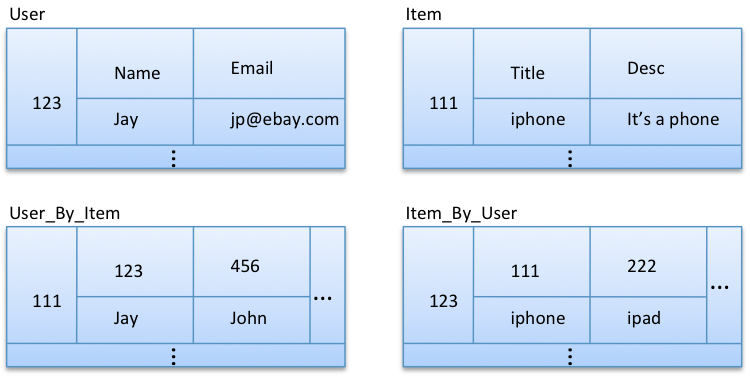 User
Name Email
123
Jay jp@ebay.com
⋮
Item
Title Desc
111
iphone It's a phone
⋮
User_By_Item
123 456
111 ...
Jay John
⋮
Item_By_User
111 222
123 ...
iphone ipad
⋮